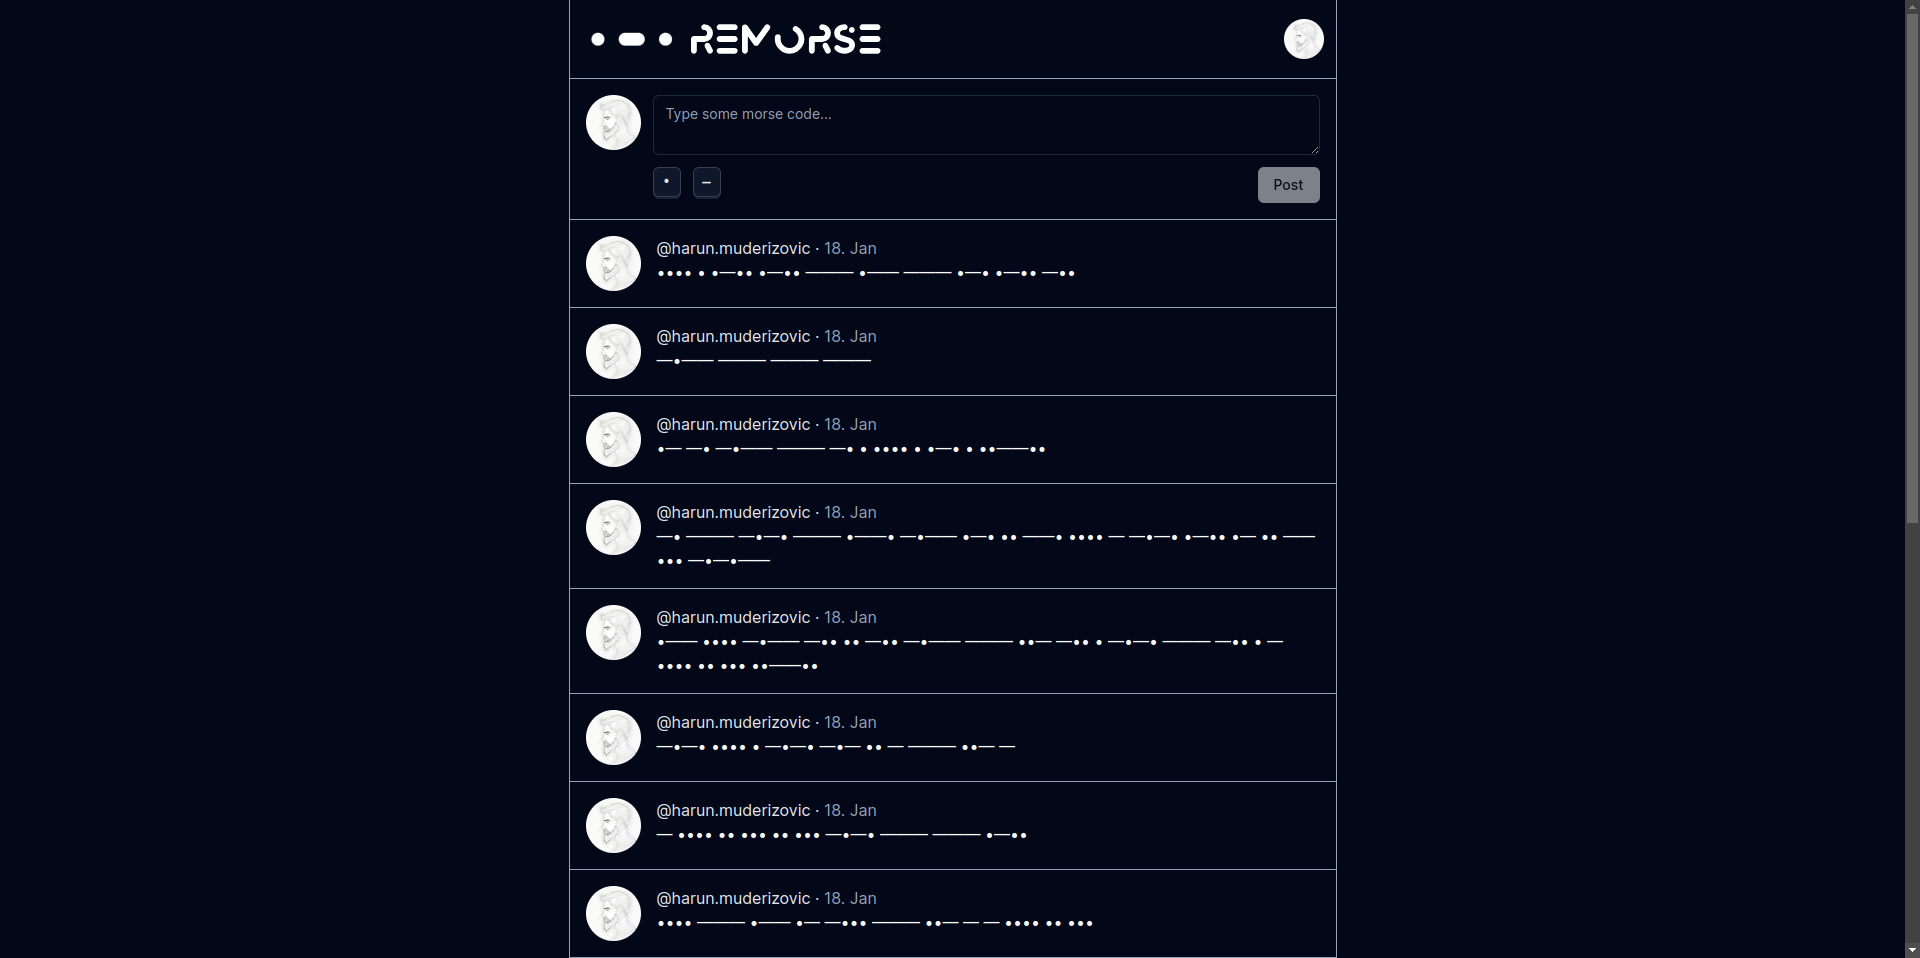 REMORSE
Type some morse code...
• —
Post
@harun.muderizovic · 18. Jan
•••• • •—•• •—•• ——— •—— ——— •—• •—•• —••
@harun.muderizovic · 18. Jan
—•—— ——— ——— ———
@harun.muderizovic · 18. Jan
•— —• —•—— ——— —• • •••• • •—• • ••——••
@harun.muderizovic · 18. Jan
—• ——— —•—• ——— •——• —•—— •—• •• ——• •••• — —•—• •—•• •— •• ——
••• —•—•——
@harun.muderizovic · 18. Jan
•—— •••• —•—— —•• •• —•• —•—— ——— ••— —•• • —•—• ——— —•• • —
•••• •• ••• ••——••
@harun.muderizovic · 18. Jan
—•—• •••• • —•—• —•— •• — ——— ••— —
@harun.muderizovic · 18. Jan
— •••• •• ••• •• ••• —•—• ——— ——— •—••
@harun.muderizovic · 18. Jan
•••• ——— •—— •— —••• ——— ••— — — •••• •• •••